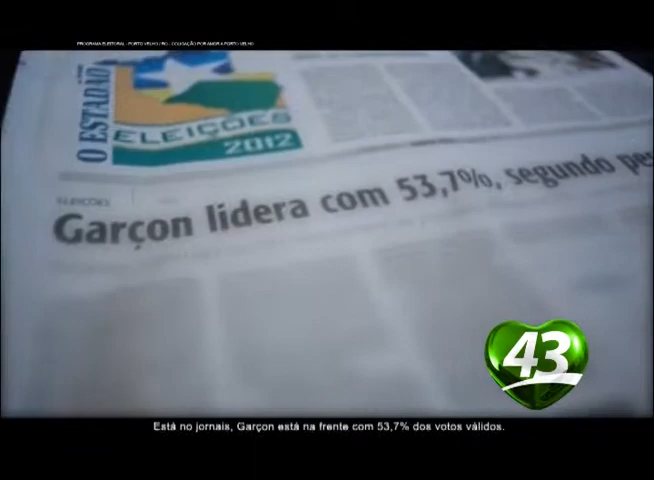 PROGRAMA ELEITORAL - PORTO VELHO / RO - COLIGAÇÃO POR AMOR A PORTO VELHO
O ESTADÃO
ELEIÇÕES
2012
ELEIÇÕES
Garçon lidera com 53,7%, segundo pe
43
Está no jornais, Garçon está na frente com 53,7% dos votos válidos.